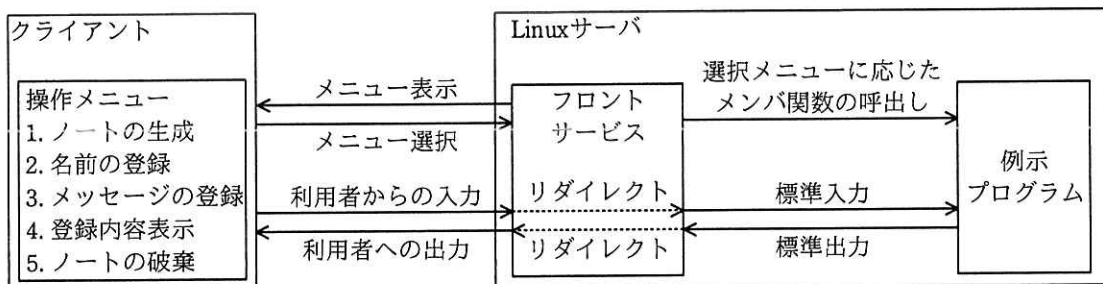 クライアント
操作メニュー
1. ノートの生成
2. 名前の登録
3. メッセージの登録
4. 登録内容表示
5. ノートの破棄
メニュー表示
メニュー選択
利用者からの入力
利用者への出力
Linuxサーバ
フロント
サービス
リダイレクト
リダイレクト
選択メニューに応じた
メンバ関数の呼出し
標準入力
標準出力
例示
プログラム